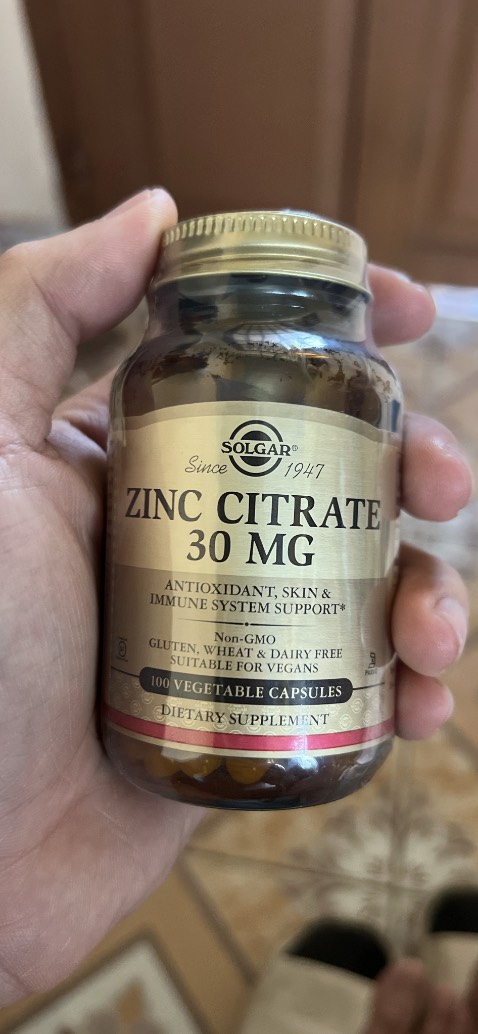 SOLGAR®
Since 1947
ZINC CITRATE
30 MG
ANTIOXIDANT, SKIN &
IMMUNE SYSTEM SUPPORT*
Non-GMO
GLUTEN, WHEAT & DAIRY FREE
SUITABLE FOR VEGANS
100 VEGETABLE CAPSULES
DIETARY SUPPLEMENT